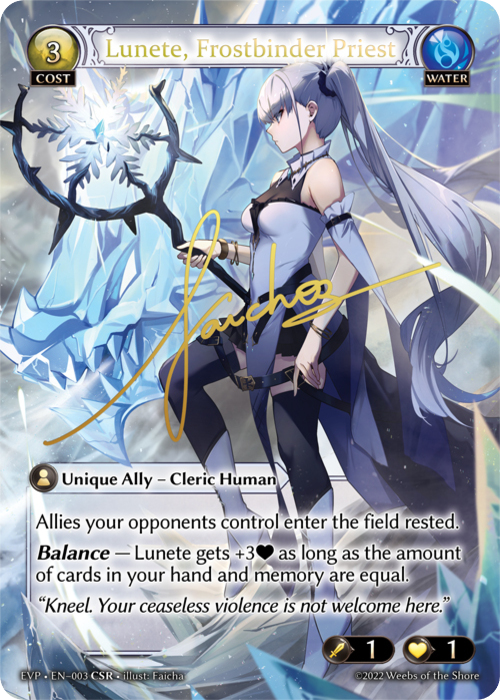 3
COST
Lunete, Frostbinder Priest
WATER
Faicha
Unique Ally – Cleric Human
Allies your opponents control enter the field rested.
Balance — Lunete gets +3♥ as long as the amount
of cards in your hand and memory are equal.
“Kneel. Your ceaseless violence is not welcome here.”
1
1
EVP • EN–003 CSR • illust: Faicha
©2022 Weebs of the Shore